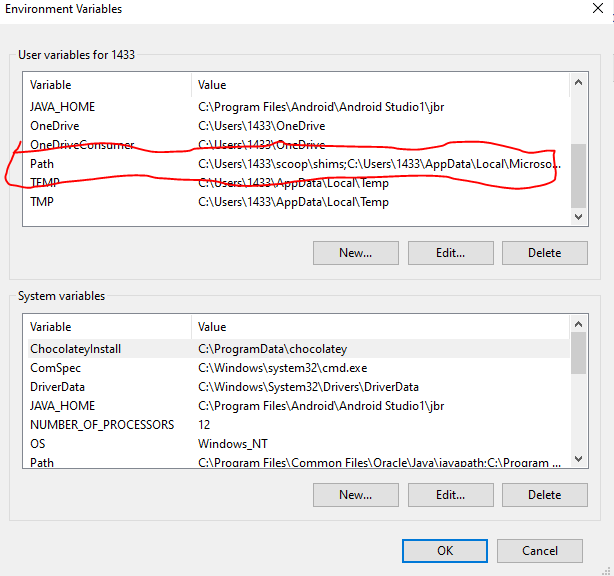 Environment Variables
User variables for 1433
Variable Value
JAVA_HOME C:\Program Files\Android\Android Studio1\jbr
OneDrive C:\Users\1433\OneDrive
OneDriveConsumer C:\Users\1433\OneDrive
Path C:\Users\1433\scoop\shims;C:\Users\1433\AppData\Local\Microso...
TEMP C:\Users\1433\AppData\Local\Temp
TMP C:\Users\1433\AppData\Local\Temp
New... Edit... Delete
System variables
Variable Value
ChocolateyInstall C:\ProgramData\chocolatey
ComSpec C:\Windows\system32\cmd.exe
DriverData C:\Windows\System32\Drivers\DriverData
JAVA_HOME C:\Program Files\Android\Android Studio1\jbr
NUMBER_OF_PROCESSORS 12
OS Windows_NT
Path C:\Program Files\Common Files\Oracle\Java\javapath;C:\Program ...
New... Edit... Delete
OK Cancel